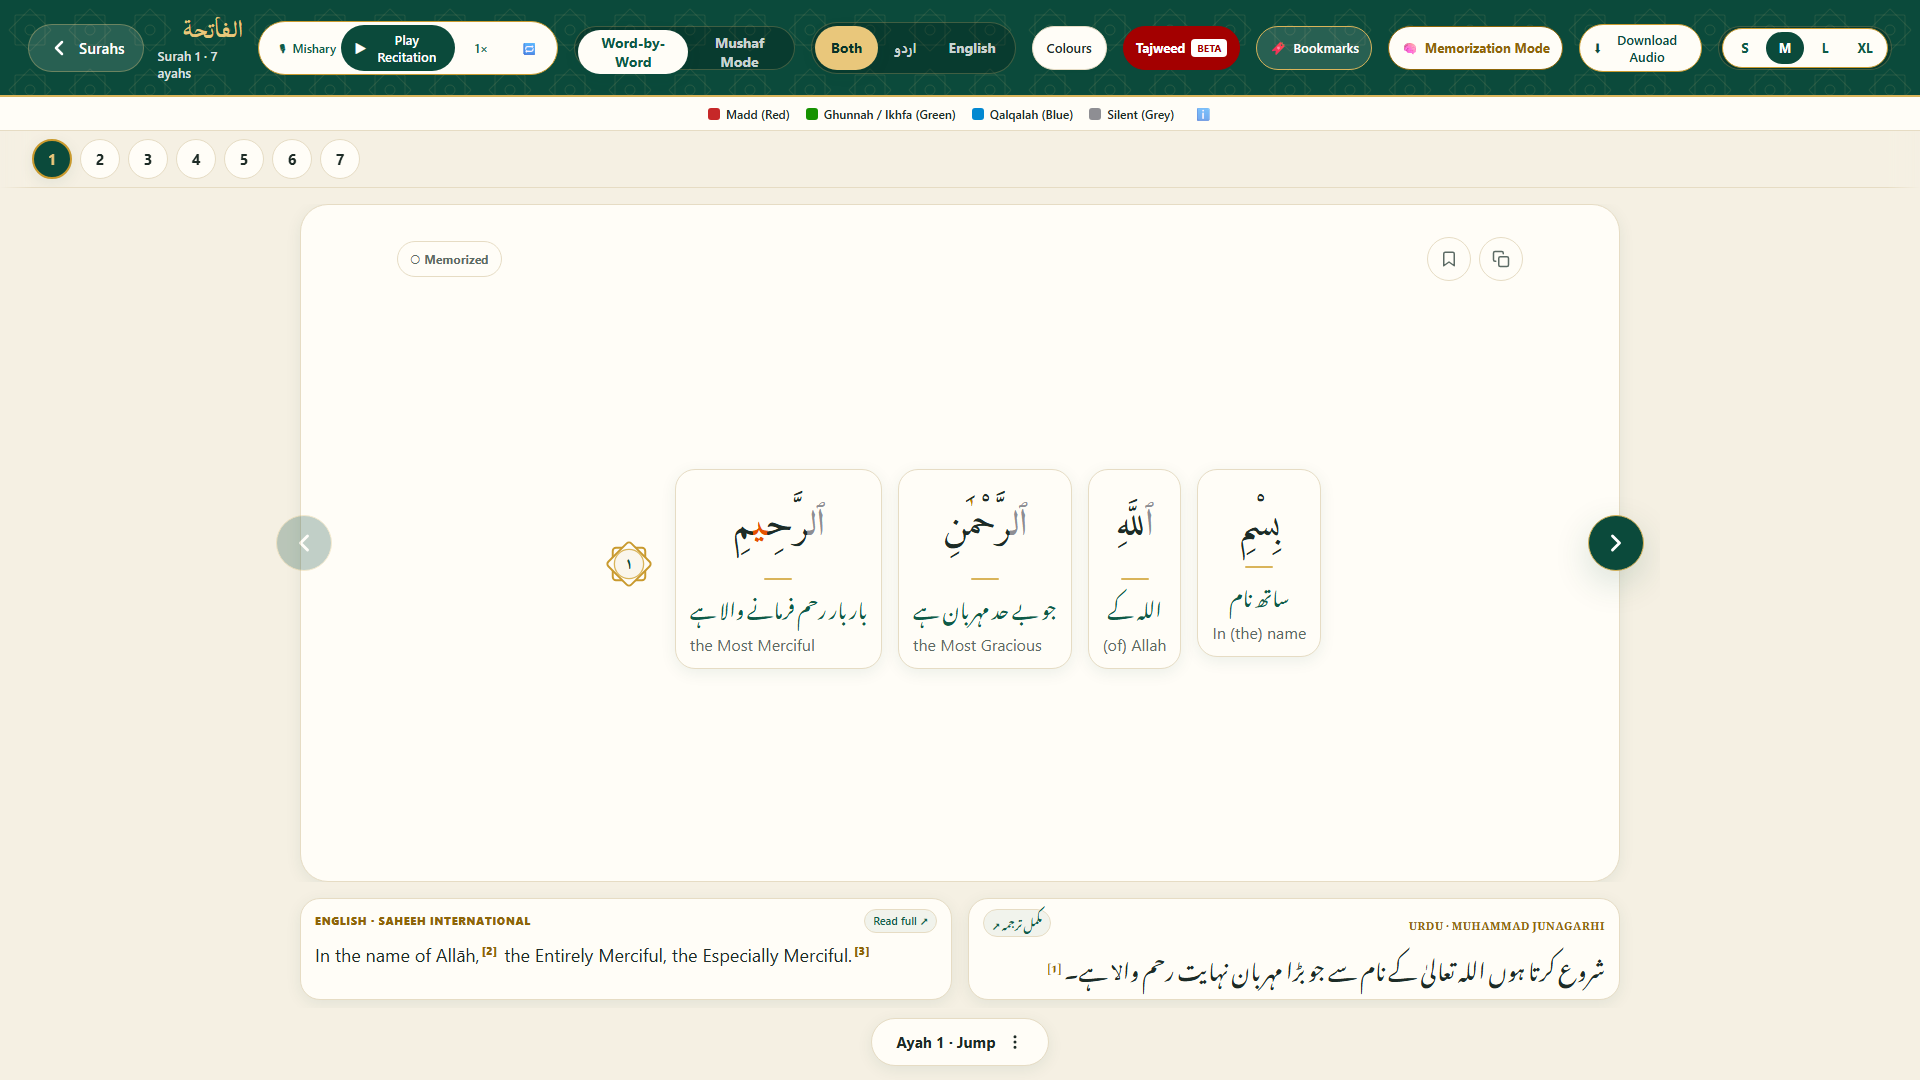 Surahs
الفاتحة
Surah 1 · 7 ayahs
Mishary
Play Recitation
1×
Word-by-Word
Mushaf Mode
Both
اردو
English
Colours
Tajweed BETA
Bookmarks
Memorization Mode
Download Audio
S M L XL
Madd (Red) Ghunnah / Ikhfa (Green) Qalqalah (Blue) Silent (Grey)
1 2 3 4 5 6 7
Memorized
بِسْمِ ٱللَّهِ ٱلرَّحْمَـٰنِ ٱلرَّحِيمِ ١
ساتھ نام
In (the) name
اللہ کے
(of) Allah
جو بے حد مہربان ہے
the Most Gracious
بار بار رحم فرمانے والا ہے
the Most Merciful
ENGLISH · SAHEEH INTERNATIONAL
Read full ↗
In the name of Allāh,[2] the Entirely Merciful, the Especially Merciful.[3]
URDU · MUHAMMAD JUNAGARHI
مکمل ترجمہ ↗
شروع کرتا ہوں اللہ تعالیٰ کے نام سے جو بڑا مہربان نہایت رحم والا ہے۔ [۱]
Ayah 1 · Jump